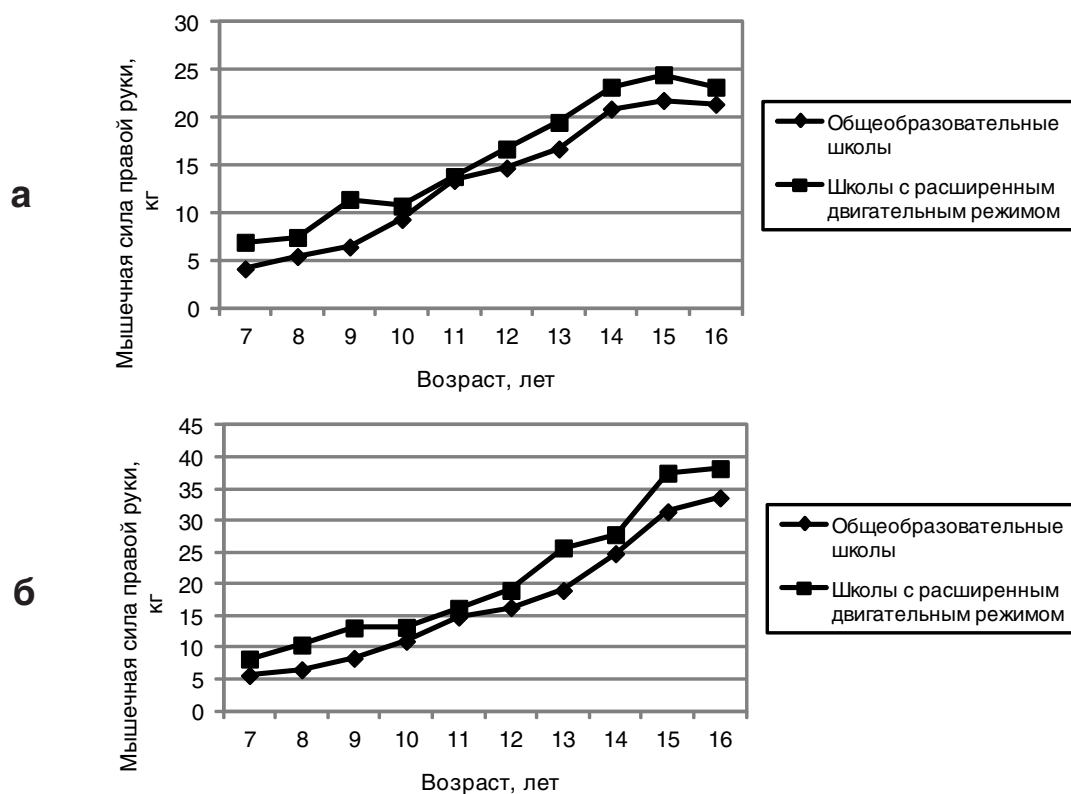 а
Мышечная сила правой руки,
кг
30
25
20
15
10
5
0
7 8 9 10 11 12 13 14 15 16
Возраст, лет
Общеобразовательные
школы
Школы с расширенным
двигательным режимом
б
Мышечная сила правой руки,
кг
45
40
35
30
25
20
15
10
5
0
7 8 9 10 11 12 13 14 15 16
Возраст, лет
Общеобразовательные
школы
Школы с расширенным
двигательным режимом